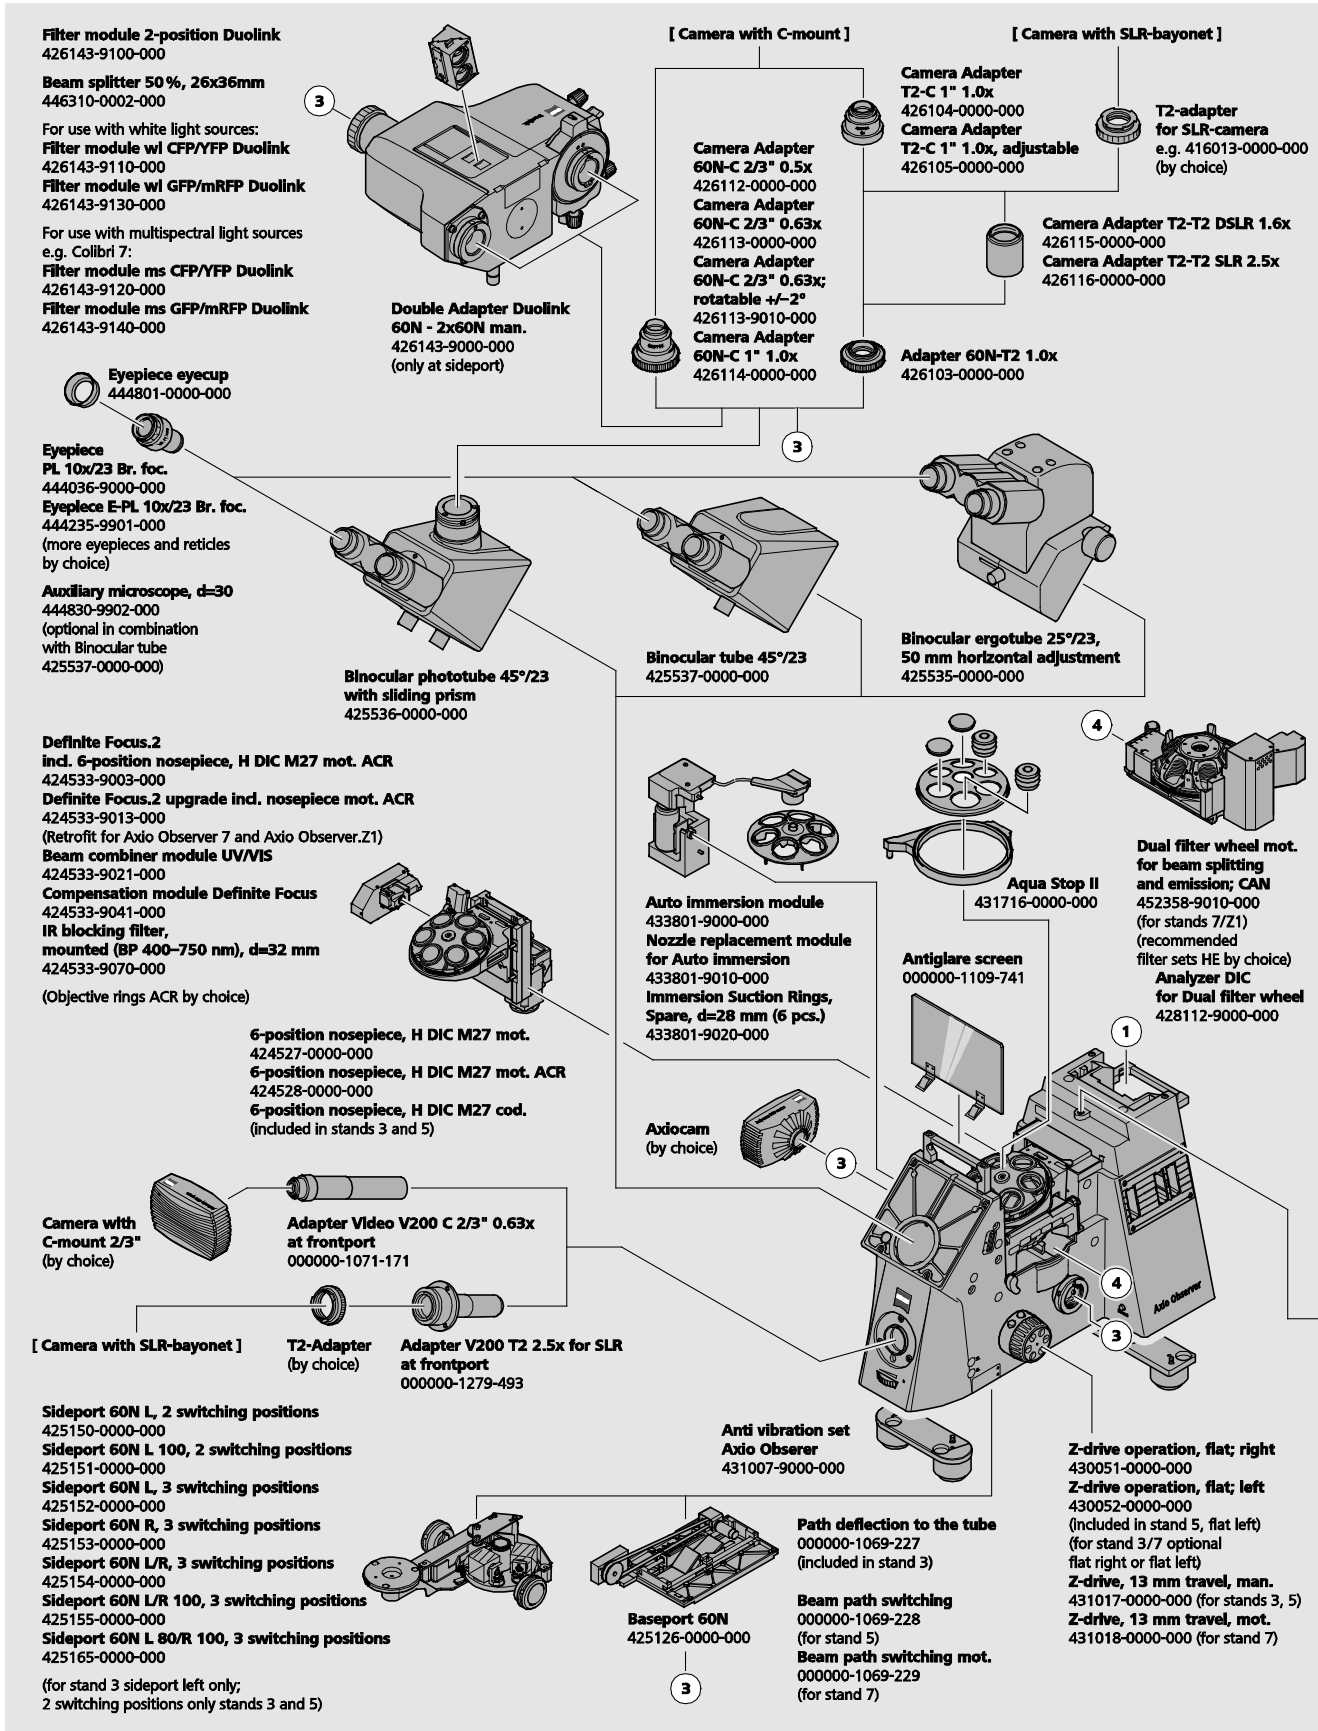 Filter module 2-position Duolink
426143-9100-000
Beam splitter 50 %, 26x36mm
446310-0002-000
For use with white light sources:
Filter module wl CFP/YFP Duolink
426143-9110-000
Filter module wl GFP/mRFP Duolink
426143-9130-000
For use with multispectral light sources
e.g. Colibri 7:
Filter module ms CFP/YFP Duolink
426143-9120-000
Filter module ms GFP/mRFP Duolink
426143-9140-000
3
Double Adapter Duolink
60N - 2x60N man.
426143-9000-000
(only at sideport)
[ Camera with C-mount ]
[ Camera with SLR-bayonet ]
Camera Adapter
T2-C 1" 1.0x
426104-0000-000
Camera Adapter
T2-C 1" 1.0x, adjustable
426105-0000-000
T2-adapter
for SLR-camera
e.g. 416013-0000-000
(by choice)
Camera Adapter
60N-C 2/3" 0.5x
426112-0000-000
Camera Adapter
60N-C 2/3" 0.63x
426113-0000-000
Camera Adapter
60N-C 2/3" 0.63x;
rotatable +/–2°
426113-9010-000
Camera Adapter
60N-C 1" 1.0x
426114-0000-000
Camera Adapter T2-T2 DSLR 1.6x
426115-0000-000
Camera Adapter T2-T2 SLR 2.5x
426116-0000-000
Adapter 60N-T2 1.0x
426103-0000-000
3
Eyepiece eyecup
444801-0000-000
Eyepiece
PL 10x/23 Br. foc.
444036-9000-000
Eyepiece E-PL 10x/23 Br. foc.
444235-9901-000
(more eyepieces and reticles
by choice)
Auxiliary microscope, d=30
444830-9902-000
(optional in combination
with Binocular tube
425537-0000-000)
Binocular phototube 45°/23
with sliding prism
425536-0000-000
Binocular tube 45°/23
425537-0000-000
Binocular ergotube 25°/23,
50 mm horizontal adjustment
425535-0000-000
Definite Focus.2
incl. 6-position nosepiece, H DIC M27 mot. ACR
424533-9003-000
Definite Focus.2 upgrade incl. nosepiece mot. ACR
424533-9013-000
(Retrofit for Axio Observer 7 and Axio Observer.Z1)
Beam combiner module UV/VIS
424533-9021-000
Compensation module Definite Focus
424533-9041-000
IR blocking filter,
mounted (BP 400–750 nm), d=32 mm
424533-9070-000
(Objective rings ACR by choice)
6-position nosepiece, H DIC M27 mot.
424527-0000-000
6-position nosepiece, H DIC M27 mot. ACR
424528-0000-000
6-position nosepiece, H DIC M27 cod.
(included in stands 3 and 5)
Auto immersion module
433801-9000-000
Nozzle replacement module
for Auto immersion
433801-9010-000
Immersion Suction Rings,
Spare, d=28 mm (6 pcs.)
433801-9020-000
Aqua Stop II
431716-0000-000
Antiglare screen
000000-1109-741
4
Dual filter wheel mot.
for beam splitting
and emission; CAN
452358-9010-000
(for stands 7/Z1)
(recommended
filter sets HE by choice)
Analyzer DIC
for Dual filter wheel
428112-9000-000
1
Axiocam
(by choice)
3
4
3
Axio Observer
Camera with
C-mount 2/3"
(by choice)
Adapter Video V200 C 2/3" 0.63x
at frontport
000000-1071-171
[ Camera with SLR-bayonet ]
T2-Adapter
(by choice)
Adapter V200 T2 2.5x for SLR
at frontport
000000-1279-493
Sideport 60N L, 2 switching positions
425150-0000-000
Sideport 60N L 100, 2 switching positions
425151-0000-000
Sideport 60N L, 3 switching positions
425152-0000-000
Sideport 60N R, 3 switching positions
425153-0000-000
Sideport 60N L/R, 3 switching positions
425154-0000-000
Sideport 60N L/R 100, 3 switching positions
425155-0000-000
Sideport 60N L 80/R 100, 3 switching positions
425165-0000-000
(for stand 3 sideport left only;
2 switching positions only stands 3 and 5)
Anti vibration set
Axio Obserer
431007-9000-000
Baseport 60N
425126-0000-000
3
Path deflection to the tube
000000-1069-227
(included in stand 3)
Beam path switching
000000-1069-228
(for stand 5)
Beam path switching mot.
000000-1069-229
(for stand 7)
Z-drive operation, flat; right
430051-0000-000
Z-drive operation, flat; left
430052-0000-000
(included in stand 5, flat left)
(for stand 3/7 optional
flat right or flat left)
Z-drive, 13 mm travel, man.
431017-0000-000 (for stands 3, 5)
Z-drive, 13 mm travel, mot.
431018-0000-000 (for stand 7)